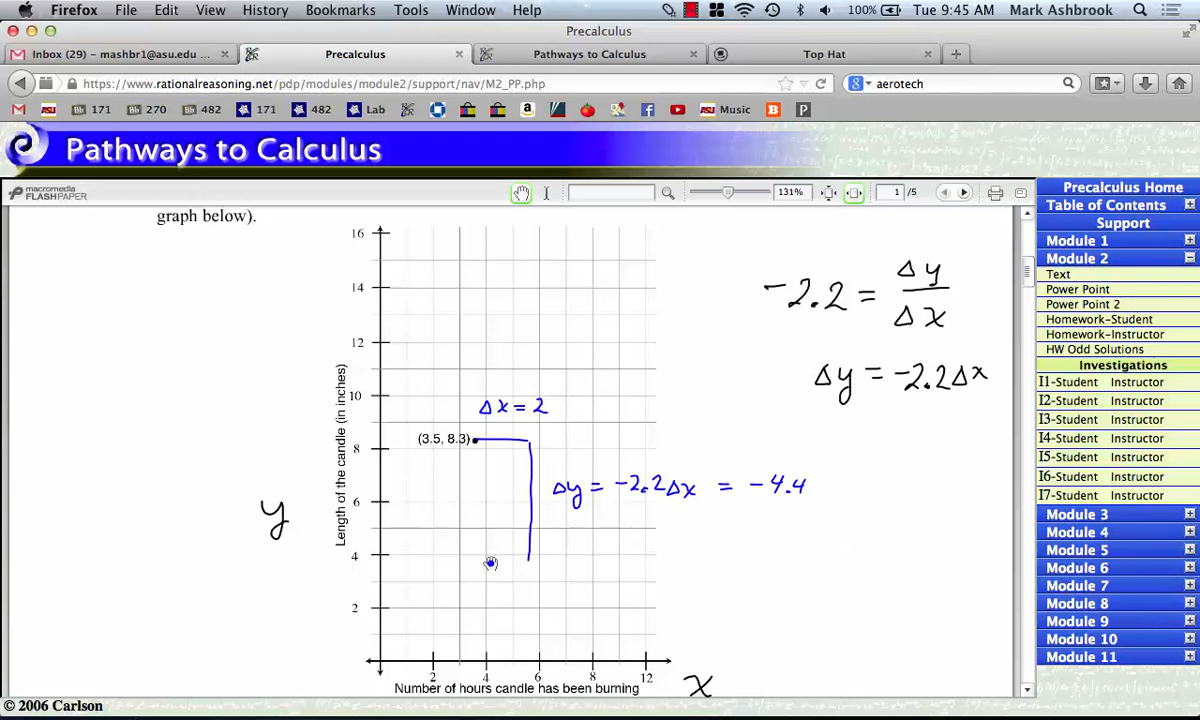 Firefox File Edit View History Bookmarks Tools Window Help 100% Tue 9:45 AM Mark Ashbrook
Precalculus
Inbox (29) – mashbr1@asu.edu ... Precalculus Pathways to Calculus Top Hat
https://www.rationalreasoning.net/pdp/modules/module2/support/nav/M2_PP.php aerotech
ASU Bb 171 Bb 270 Bb 482 171 482 Lab Music
Pathways to Calculus
macromedia
FLASHPAPER
131% 1 /5
graph below).
16
14
12
10
8
6
4
2
2 4 6 8 10 12
Length of the candle (in inches)
Number of hours candle has been burning
(3.5, 8.3)
Δx = 2
Δy = -2.2Δx = -4.4
y
x
-2.2 = Δy
Δx
Δy = -2.2Δx
Precalculus Home
Table of Contents
Support
Module 1
Module 2
Text
Power Point
Power Point 2
Homework-Student
Homework-Instructor
HW Odd Solutions
Investigations
I1-Student Instructor
I2-Student Instructor
I3-Student Instructor
I4-Student Instructor
I5-Student Instructor
I6-Student Instructor
I7-Student Instructor
Module 3
Module 4
Module 5
Module 6
Module 7
Module 8
Module 9
Module 10
Module 11
© 2006 Carlson